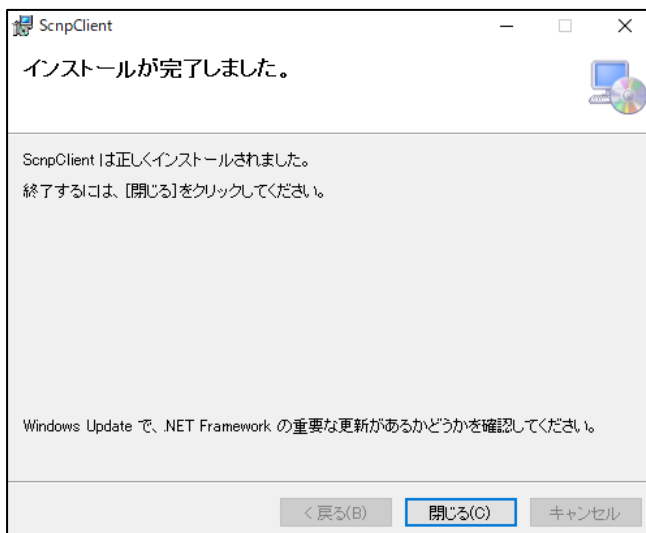 ScnpClient
インストールが完了しました。
ScnpClient は正しくインストールされました。
終了するには、[閉じる]をクリックしてください。
Windows Update で、.NET Framework の重要な更新があるかどうかを確認してください。
< 戻る(B)
閉じる(C)
キャンセル